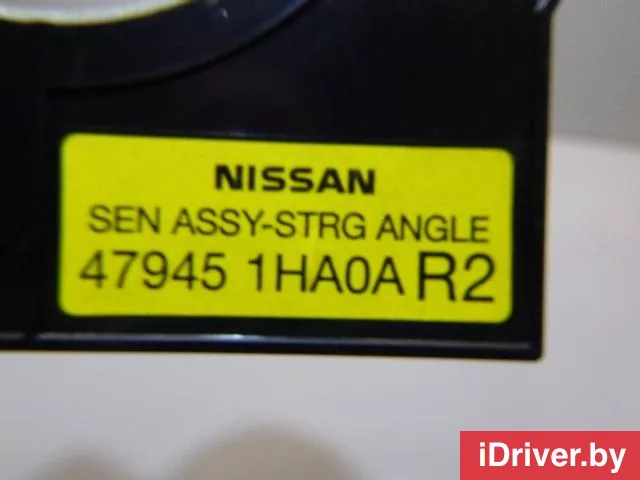 NISSAN
SEN ASSY-STRG ANGLE
47945 1HA0A R2
iDriver.by